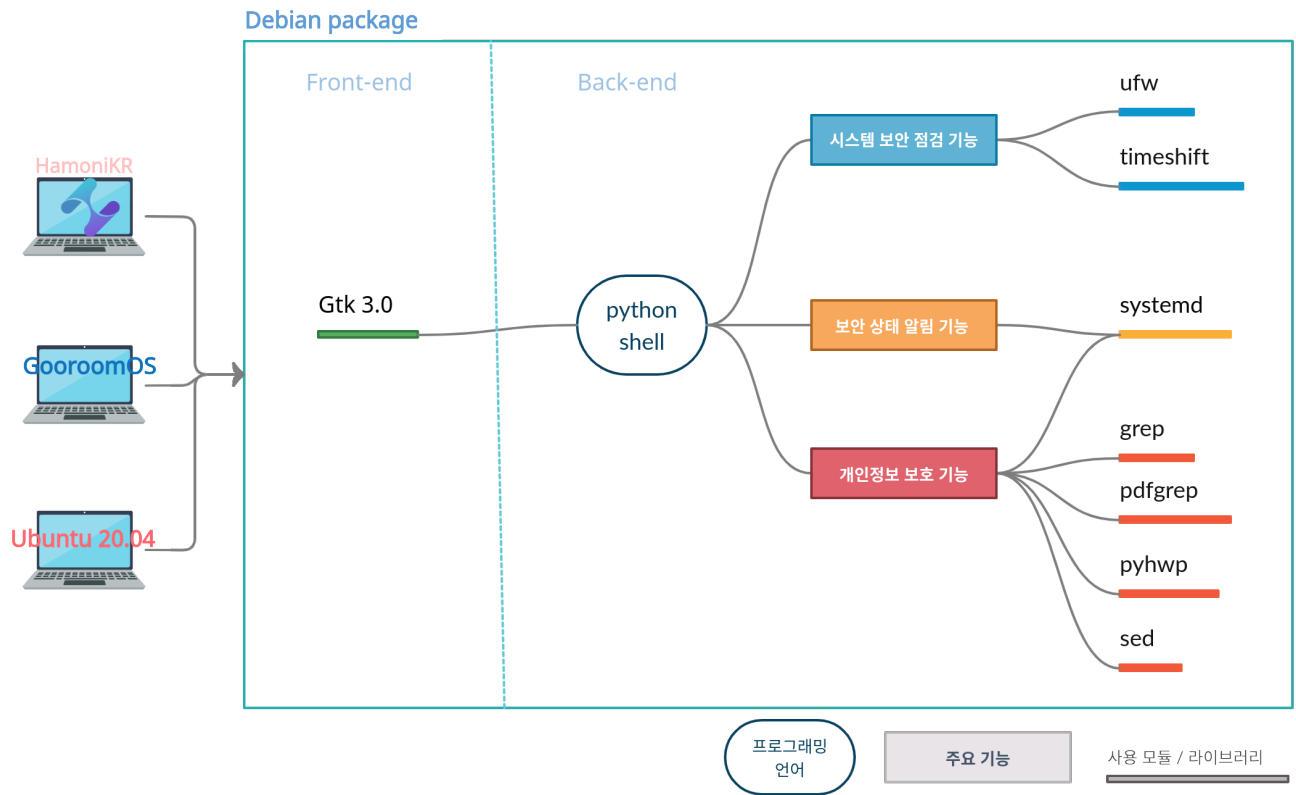 Debian package
Front-end
Back-end
HamoniKR
GooroomOS
Ubuntu 20.04
Gtk 3.0
python
shell
시스템 보안 점검 기능
보안 상태 알림 기능
개인정보 보호 기능
ufw
timeshift
systemd
grep
pdfgrep
pyhwp
sed
프로그래밍
언어
주요 기능
사용 모듈 / 라이브러리